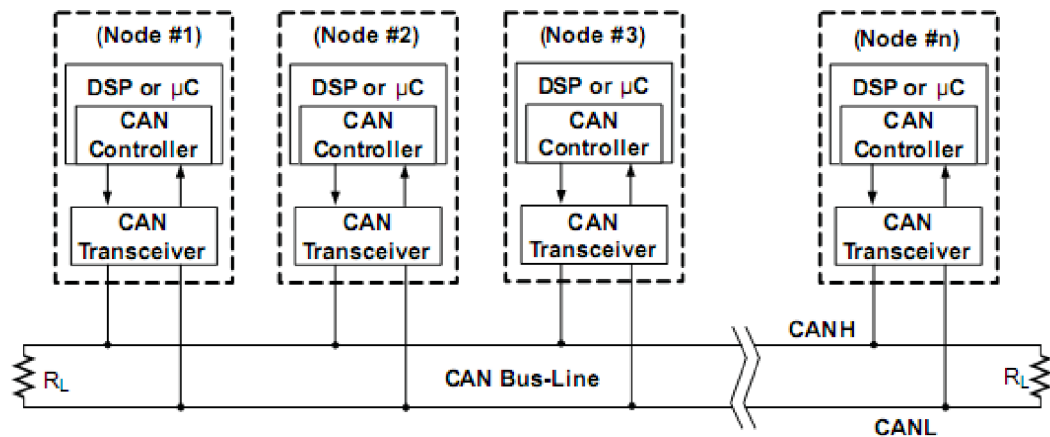 (Node #1)
DSP or µC
CAN
Controller
CAN
Transceiver
(Node #2)
DSP or µC
CAN
Controller
CAN
Transceiver
(Node #3)
DSP or µC
CAN
Controller
CAN
Transceiver
(Node #n)
DSP or µC
CAN
Controller
CAN
Transceiver
CANH
RL
CAN Bus-Line
RL
CANL